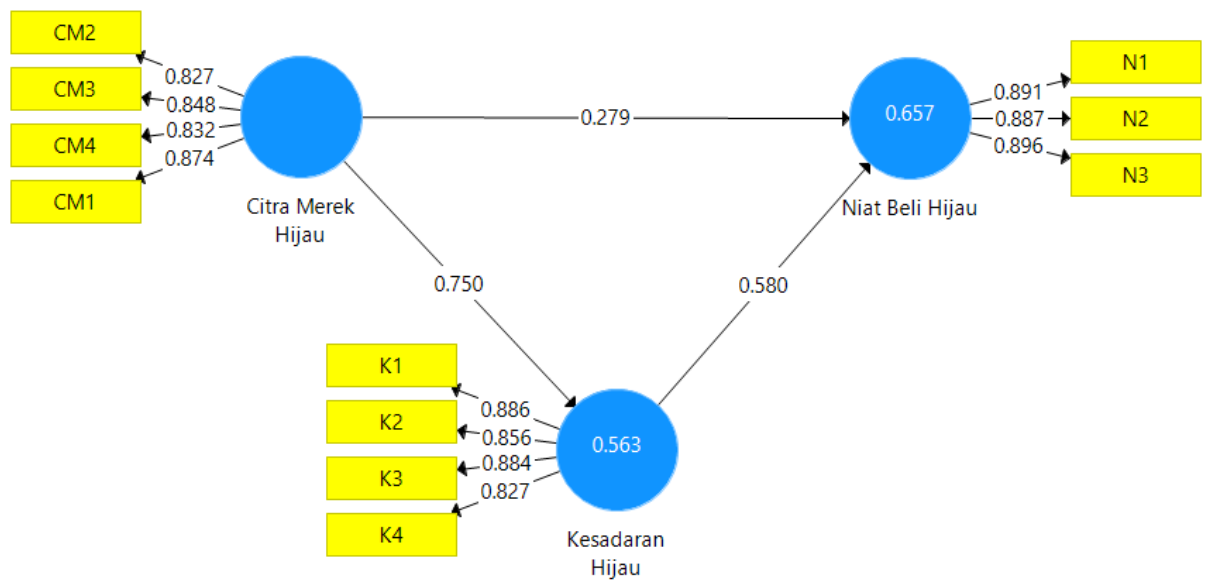 CM2
CM3
CM4
CM1
0.827
0.848
0.832
0.874
Citra Merek
Hijau
0.279
0.657
Niat Beli Hijau
0.891
0.887
0.896
N1
N2
N3
0.750
0.580
K1
K2
K3
K4
0.886
0.856
0.884
0.827
0.563
Kesadaran
Hijau